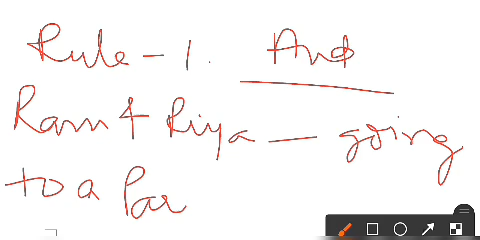 Rule - 1. And
Ram & Riya — going
to a Par